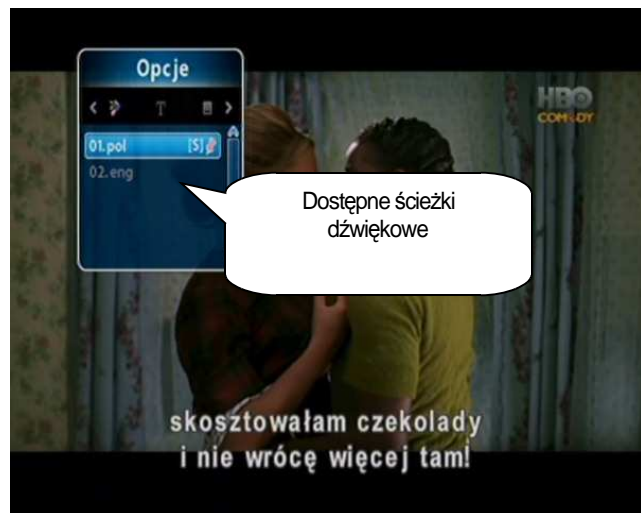 Opcje
T
01.pol [S]
02.eng
HBO
COMEDY
Dostępne ścieżki
dźwiękowe
skosztowałam czekolady
i nie wrócę więcej tam!